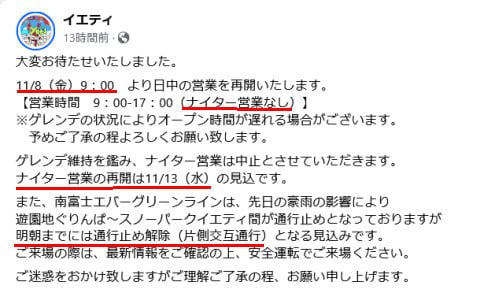 イエティ
13時間前・
大変お待たせいたしました。
11/8（金）9：00　より日中の営業を再開いたします。
【営業時間　9：00-17：00（ナイター営業なし）】
※ゲレンデの状況によりオープン時間が遅れる場合がございます。
　予めご了承の程よろしくお願い致します。
ゲレンデ維持を鑑み、ナイター営業は中止とさせていただきます。
ナイター営業の再開は11/13（水）の見込です。
また、南富士エバーグリーンラインは、先日の豪雨の影響により
遊園地ぐりんぱ～スノーパークイエティ間が通行止めとなっておりますが
明朝までには通行止め解除（片側交互通行）となる見込みです。
ご来場の際は、最新情報をご確認の上、安全運転でご来場ください。
ご迷惑をおかけ致しますがご理解ご了承の程、お願い申し上げます。